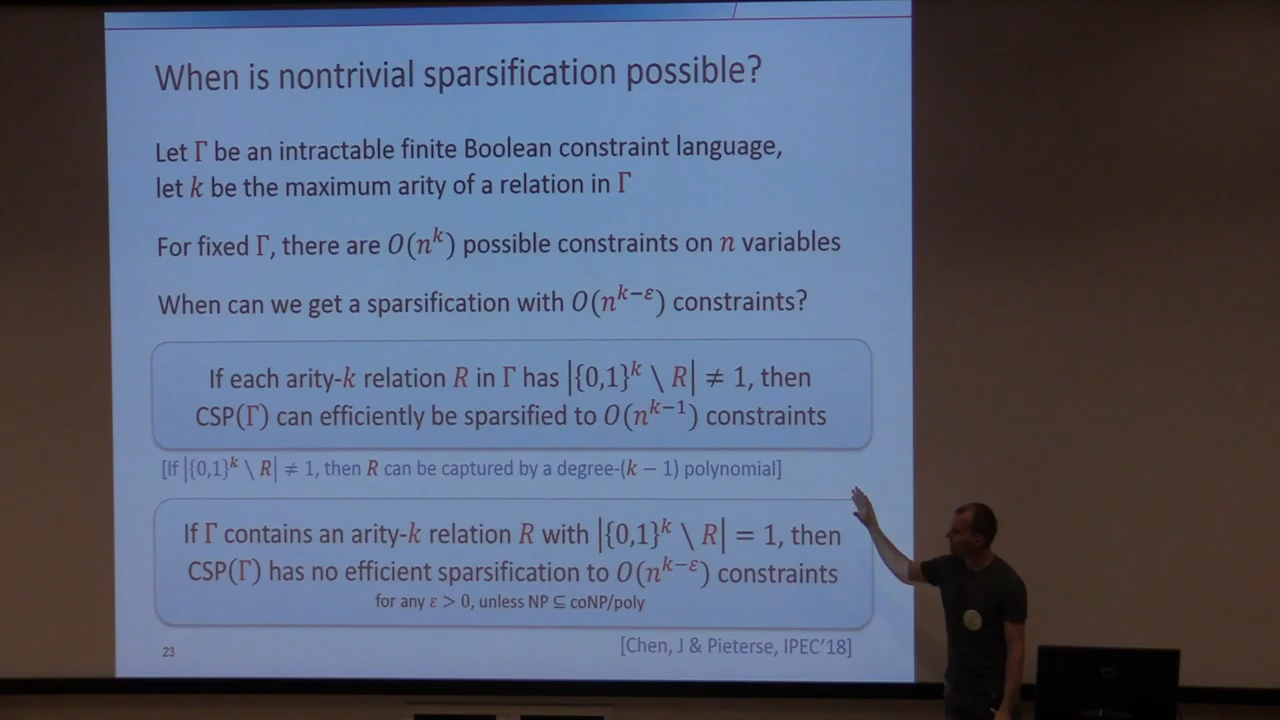 When is nontrivial sparsification possible?
Let Γ be an intractable finite Boolean constraint language,
let k be the maximum arity of a relation in Γ
For fixed Γ, there are O(n^k) possible constraints on n variables
When can we get a sparsification with O(n^{k−ε}) constraints?
If each arity-k relation R in Γ has |{0,1}^k \ R| ≠ 1, then
CSP(Γ) can efficiently be sparsified to O(n^{k−1}) constraints
[If |{0,1}^k \ R| ≠ 1, then R can be captured by a degree-(k − 1) polynomial]
If Γ contains an arity-k relation R with |{0,1}^k \ R| = 1, then
CSP(Γ) has no efficient sparsification to O(n^{k−ε}) constraints
for any ε > 0, unless NP ⊆ coNP/poly
23
[Chen, J & Pieterse, IPEC'18]